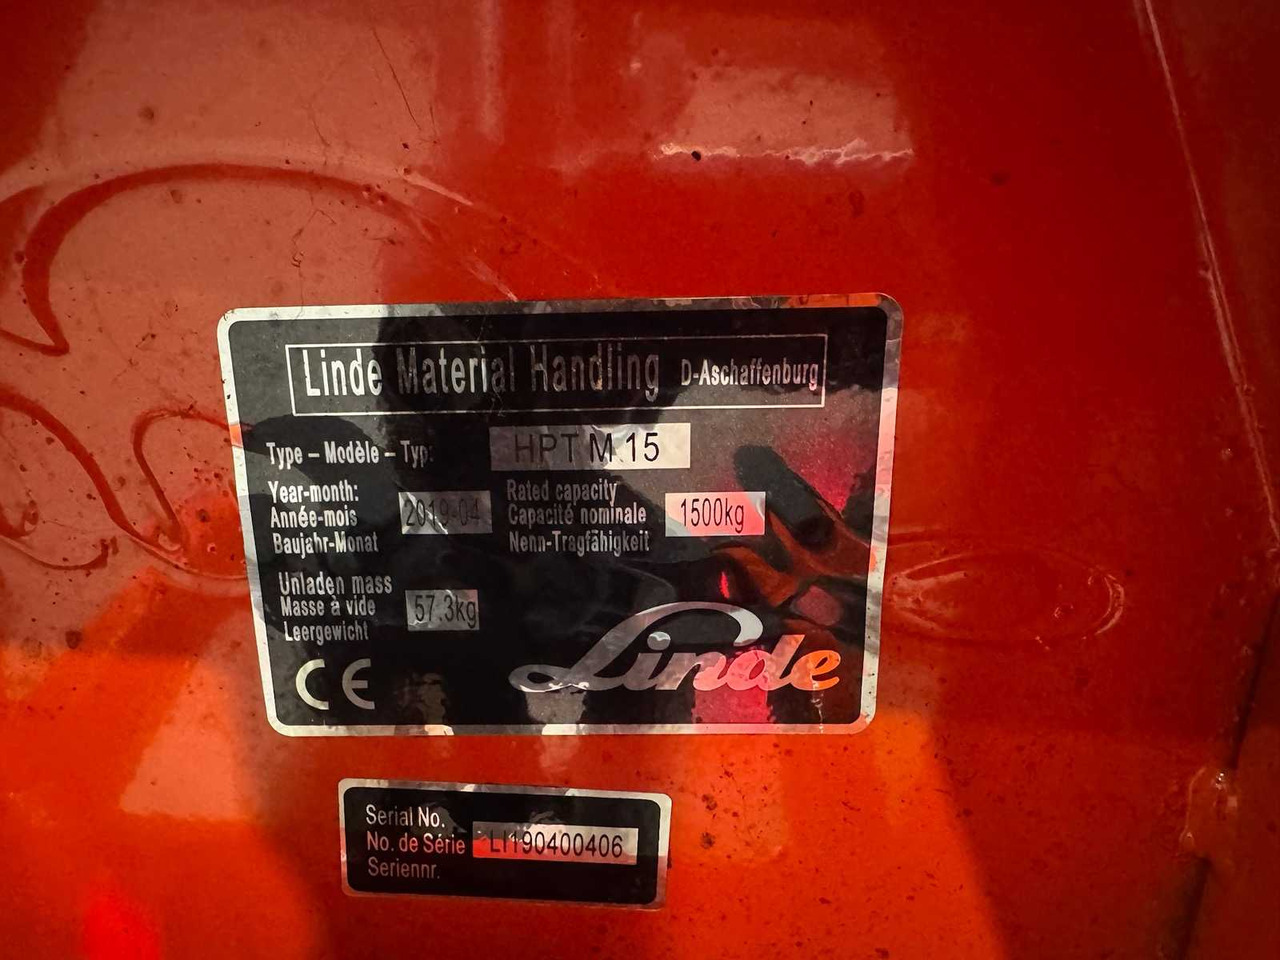 Linde Material Handling D-Aschaffenburg
Type – Modèle – Typ: HPT M 15
Year-month:
Année-mois 2019-04
Baujahr-Monat
Rated capacity
Capacité nominale 1500kg
Nenn-Tragfähigkeit
Unladen mass
Masse à vide 57.3kg
Leergewicht
CE
Linde
Serial No.
No. de Série LI190400406
Seriennr.